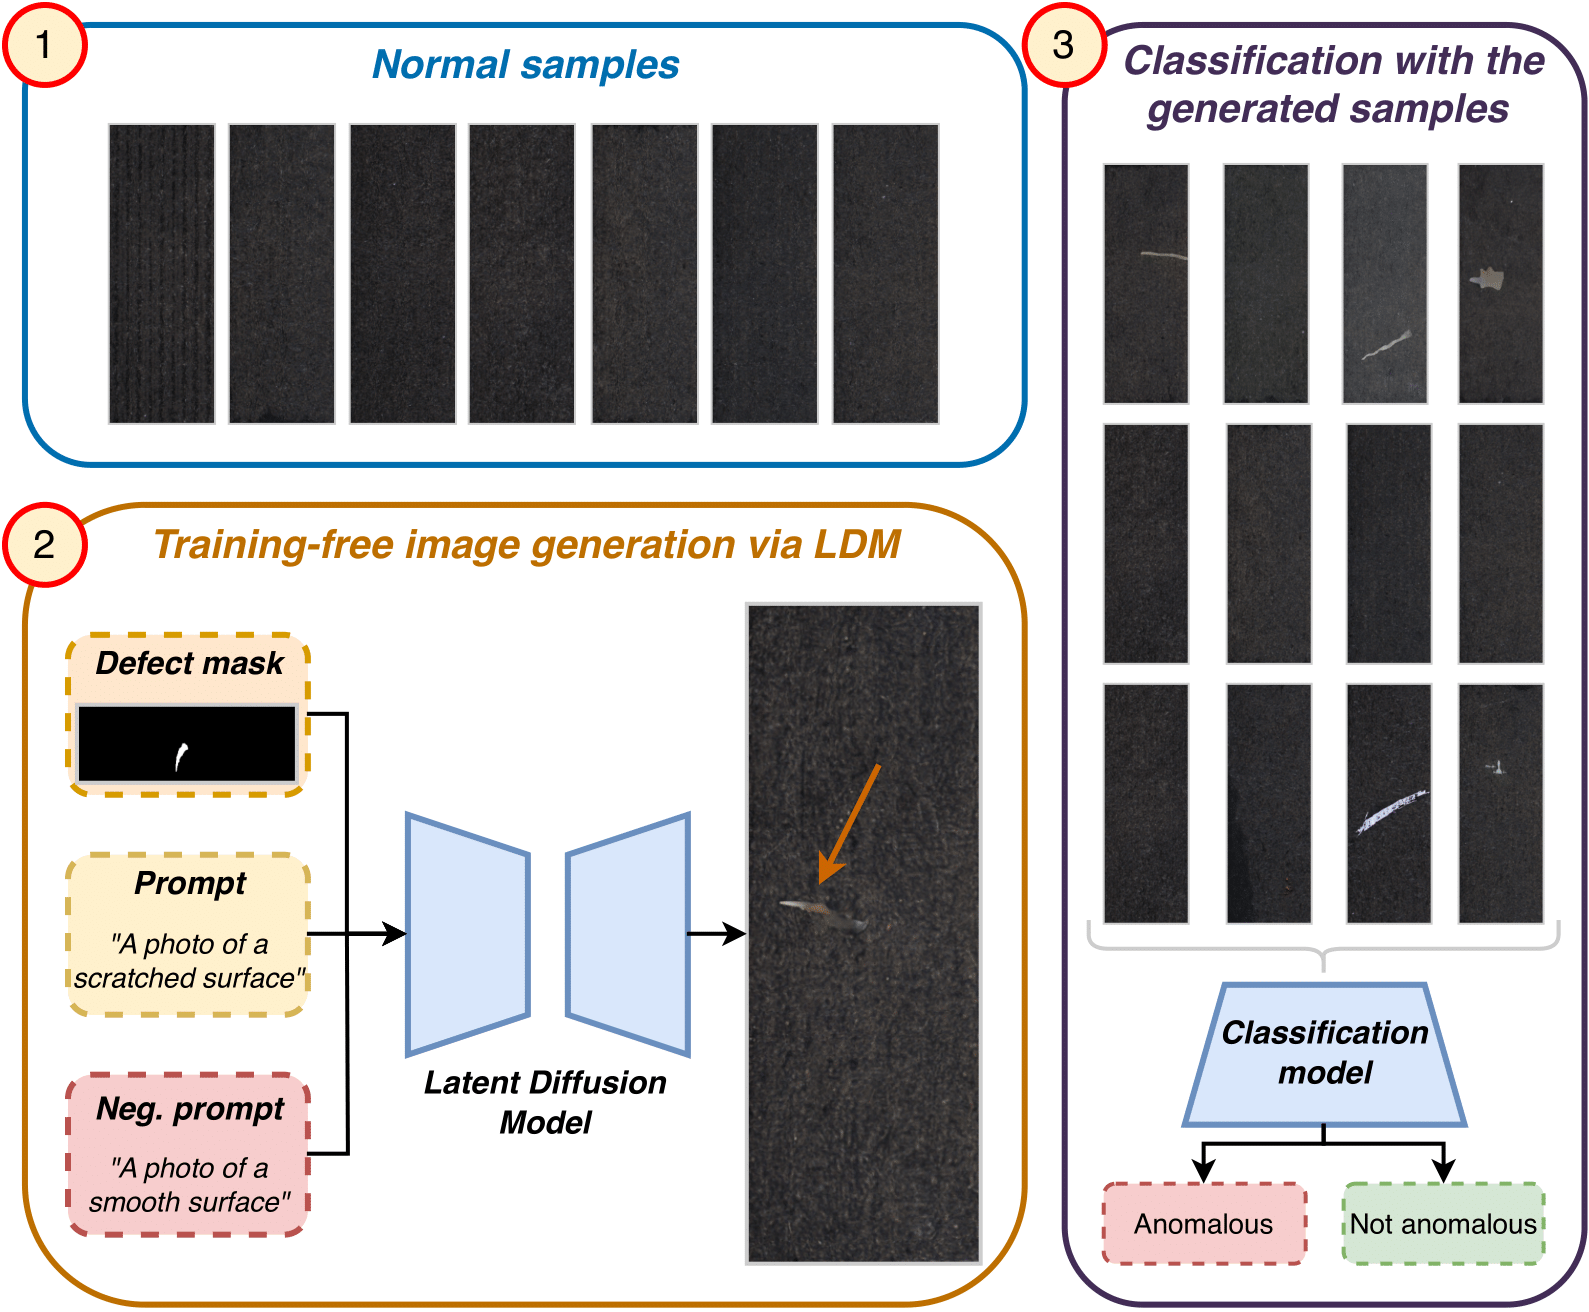 1
Normal samples
2
Training-free image generation via LDM
Defect mask
Prompt
"A photo of a
scratched surface"
Neg. prompt
"A photo of a
smooth surface"
Latent Diffusion
Model
3
Classification with the
generated samples
Classification
model
Anomalous
Not anomalous